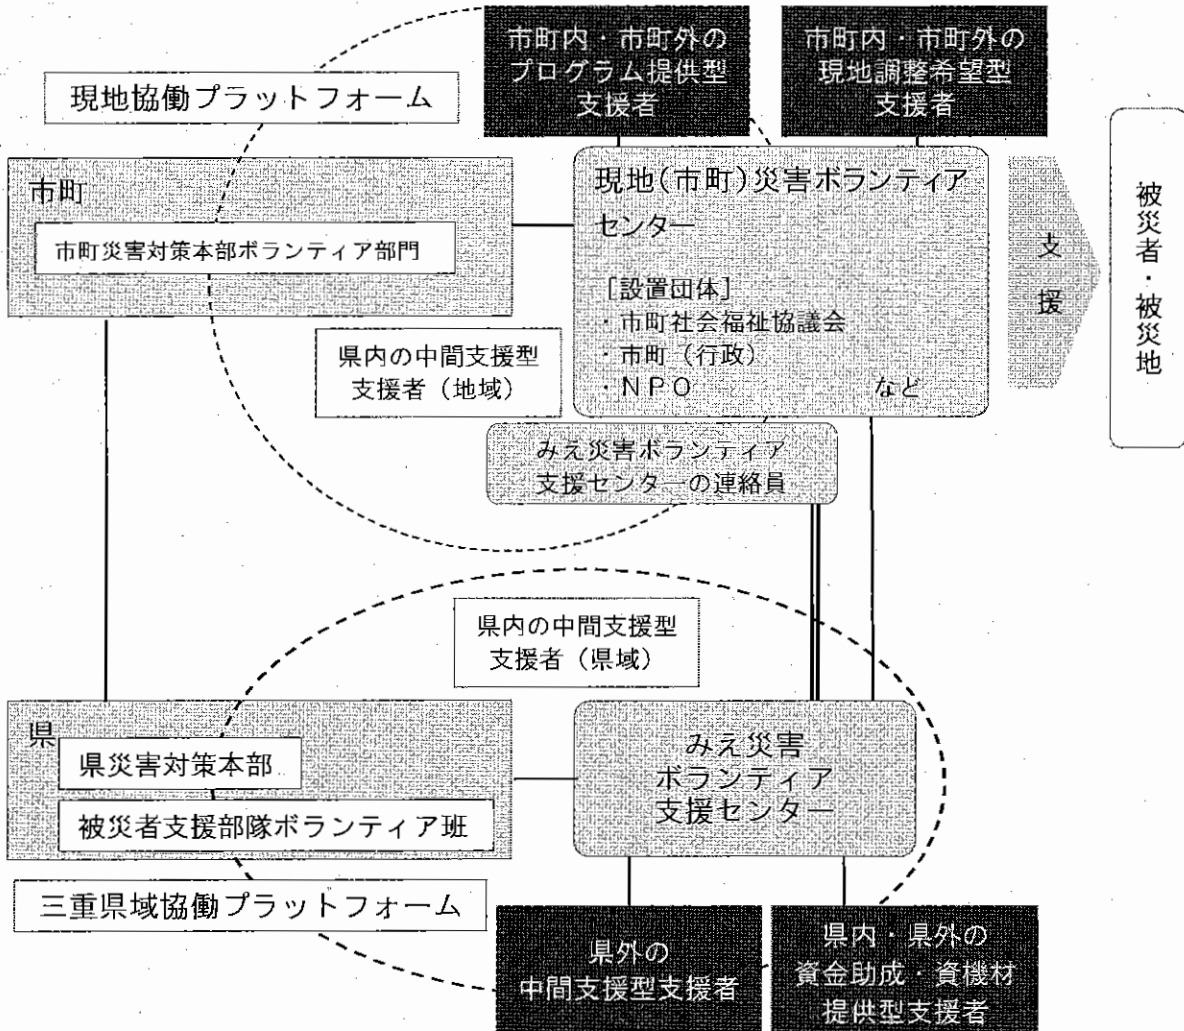 市町内・市町外の
プログラム提供型
支援者
市町内・市町外の
現地調整希望型
支援者
現地協働プラットフォーム
市町
市町災害対策本部ボランティア部門
現地(市町)災害ボランティア
センター
[設置団体]
・市町社会福祉協議会
・市町(行政)
・NPO など
支援
被災者・被災地
県内の中間支援型
支援者(地域)
みえ災害ボランティア
支援センターの連絡員
県内の中間支援型
支援者(県域)
県
県災害対策本部
被災者支援部隊ボランティア班
みえ災害
ボランティア
支援センター
三重県域協働プラットフォーム
県外の
中間支援型支援者
県内・県外の
資金助成・資機材
提供型支援者